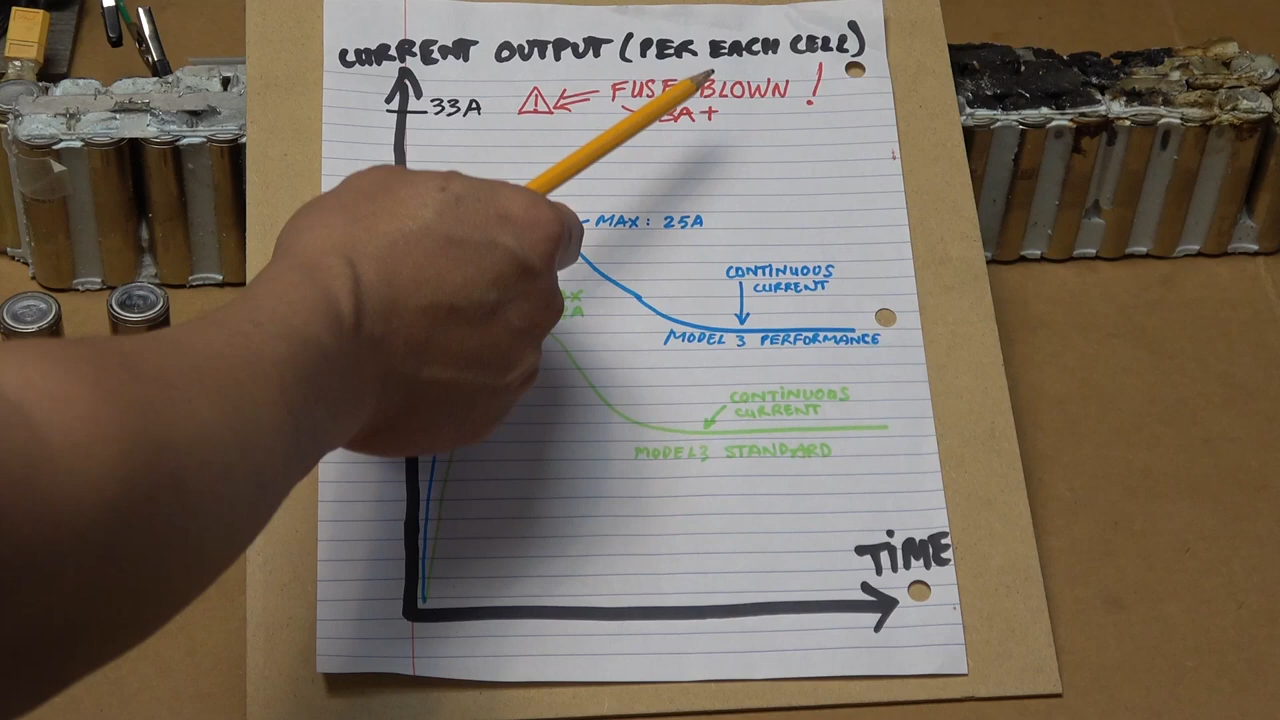 CURRENT OUTPUT (PER EACH CELL)
33A
FUSE BLOWN !
MAX: 25A
CONTINUOUS
CURRENT
MODEL 3 PERFORMANCE
CONTINUOUS
CURRENT
MODEL 3 STANDARD
TIME